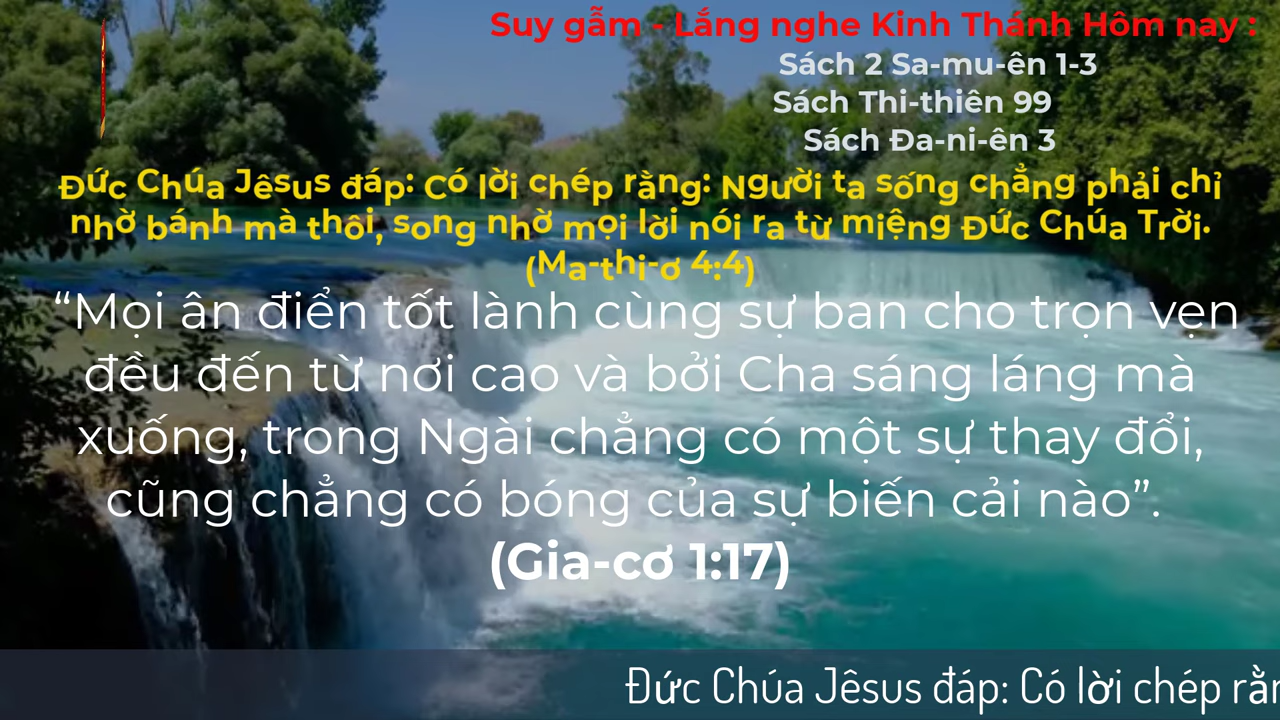 Suy gẫm - Lắng nghe Kinh Thánh Hôm nay :
Sách 2 Sa-mu-ên 1-3
Sách Thi-thiên 99
Sách Đa-ni-ên 3
Đức Chúa Jêsus đáp: Có lời chép rằng: Người ta sống chẳng phải chỉ
nhờ bánh mà thôi, song nhờ mọi lời nói ra từ miệng Đức Chúa Trời.
(Ma-thi-ơ 4:4)
“Mọi ân điển tốt lành cùng sự ban cho trọn vẹn
đều đến từ nơi cao và bởi Cha sáng láng mà
xuống, trong Ngài chẳng có một sự thay đổi,
cũng chẳng có bóng của sự biến cải nào”.
(Gia-cơ 1:17)
Đức Chúa Jêsus đáp: Có lời chép